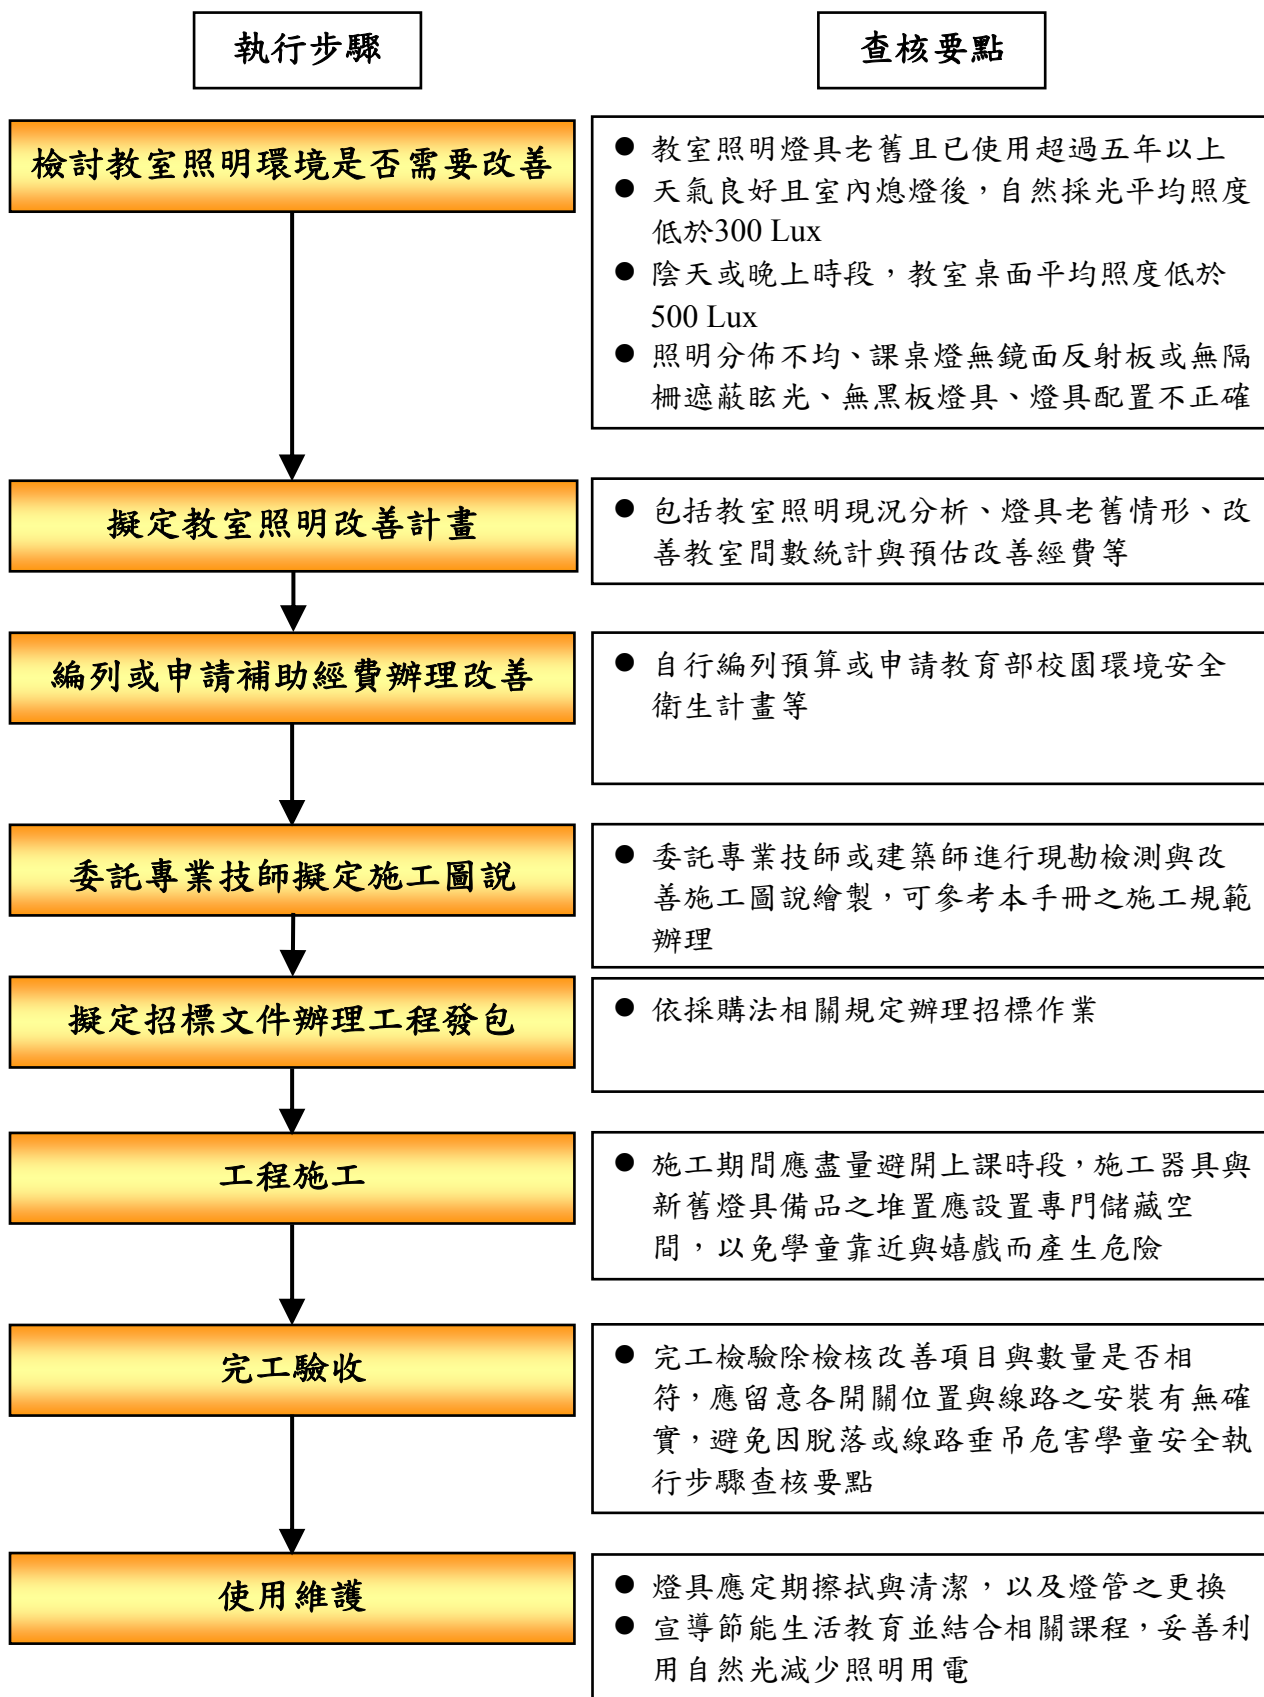 執行步驟
查核要點
檢討教室照明環境是否需要改善
● 教室照明燈具老舊且已使用超過五年以上
● 天氣良好且室內熄燈後，自然採光平均照度
低於300 Lux
● 陰天或晚上時段，教室桌面平均照度低於
500 Lux
● 照明分佈不均、課桌燈無鏡面反射板或無隔
柵遮蔽眩光、無黑板燈具、燈具配置不正確
擬定教室照明改善計畫
● 包括教室照明現況分析、燈具老舊情形、改
善教室間數統計與預估改善經費等
編列或申請補助經費辦理改善
● 自行編列預算或申請教育部校園環境安全
衛生計畫等
委託專業技師擬定施工圖說
● 委託專業技師或建築師進行現勘檢測與改
善施工圖說繪製，可參考本手冊之施工規範
辦理
擬定招標文件辦理工程發包
● 依採購法相關規定辦理招標作業
工程施工
● 施工期間應盡量避開上課時段，施工器具與
新舊燈具備品之堆置應設置專門儲藏空
間，以免學童靠近與嬉戲而產生危險
完工驗收
● 完工檢驗除檢核改善項目與數量是否相
符，應留意各開關位置與線路之安裝有無確
實，避免因脫落或線路垂吊危害學童安全執
行步驟查核要點
使用維護
● 燈具應定期擦拭與清潔，以及燈管之更換
● 宣導節能生活教育並結合相關課程，妥善利
用自然光減少照明用電